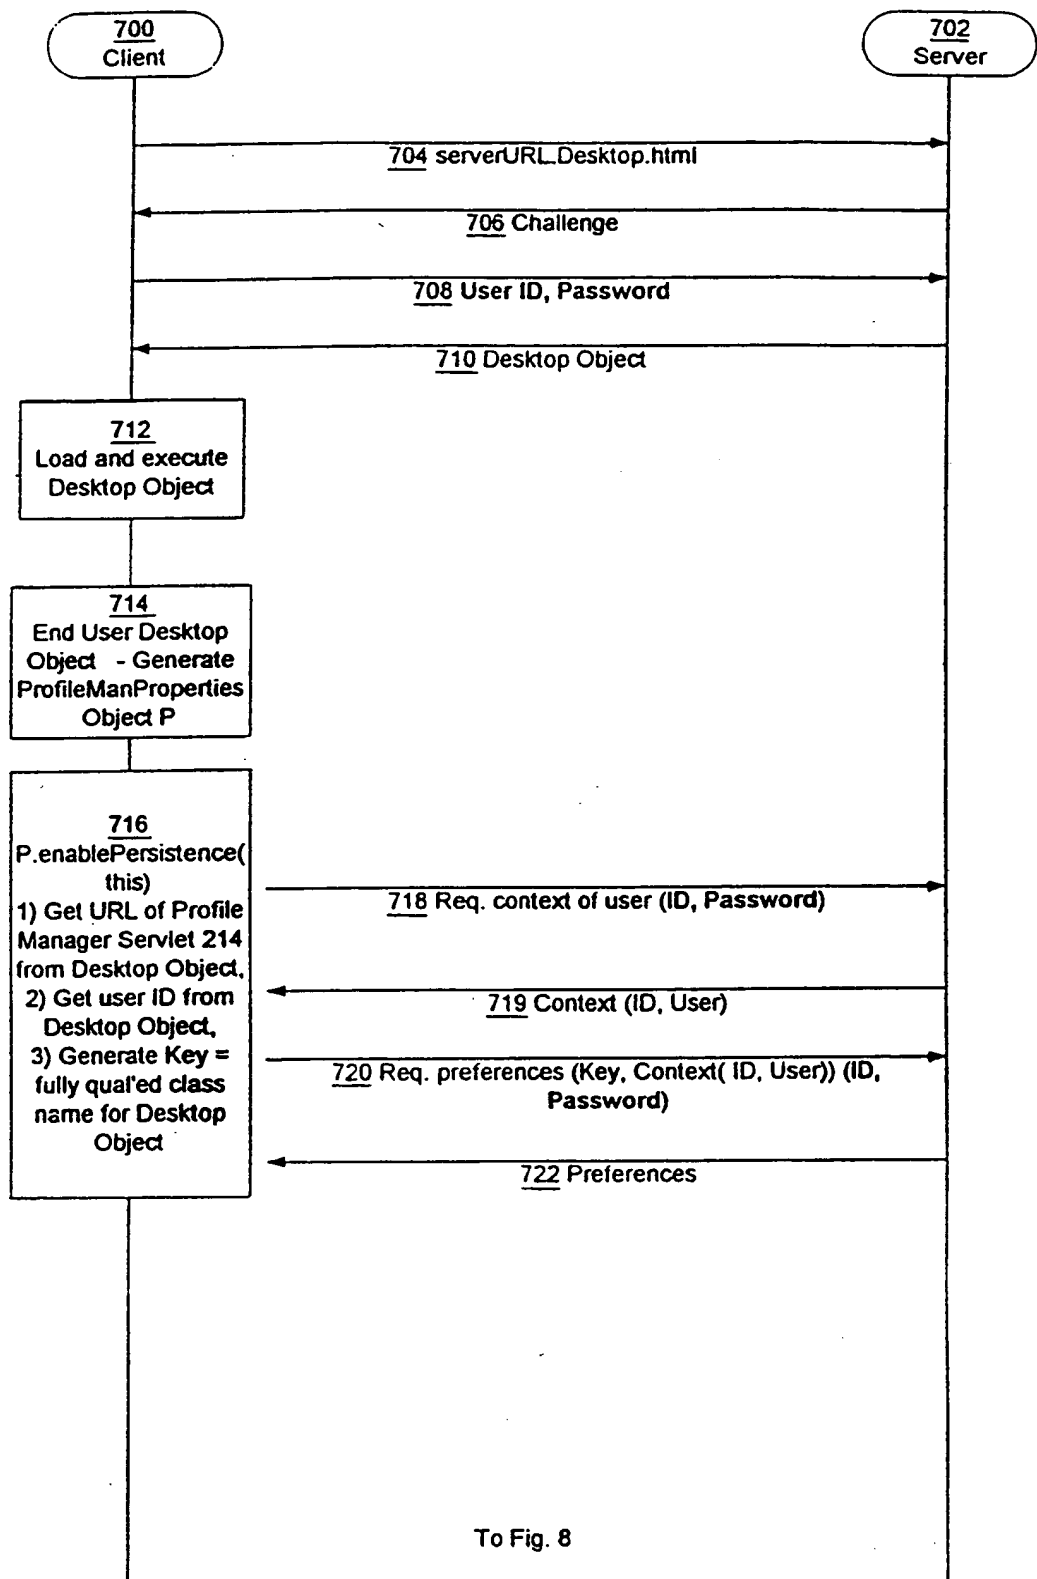 700
Client
702
Server
704 serverURL.Desktop.html
706 Challenge
708 User ID, Password
710 Desktop Object
712
Load and execute
Desktop Object
714
End User Desktop
Object - Generate
ProfileManProperties
Object P
716
P.enablePersistence(
this)
1) Get URL of Profile
Manager Servlet 214
from Desktop Object,
2) Get user ID from
Desktop Object,
3) Generate Key =
fully qual'ed class
name for Desktop
Object
718 Req. context of user (ID, Password)
719 Context (ID, User)
720 Req. preferences (Key, Context( ID, User)) (ID,
Password)
722 Preferences
To Fig. 8